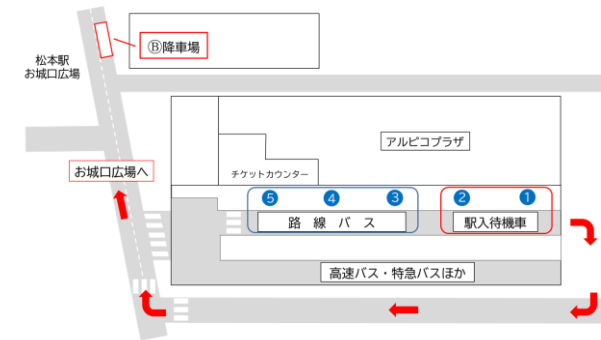 Ⓑ降車場
松本駅
お城口広場
アルピコプラザ
お城口広場へ
チケットカウンター
5
4
3
2
1
路線バス
駅入待機車
高速バス・特急バスほか